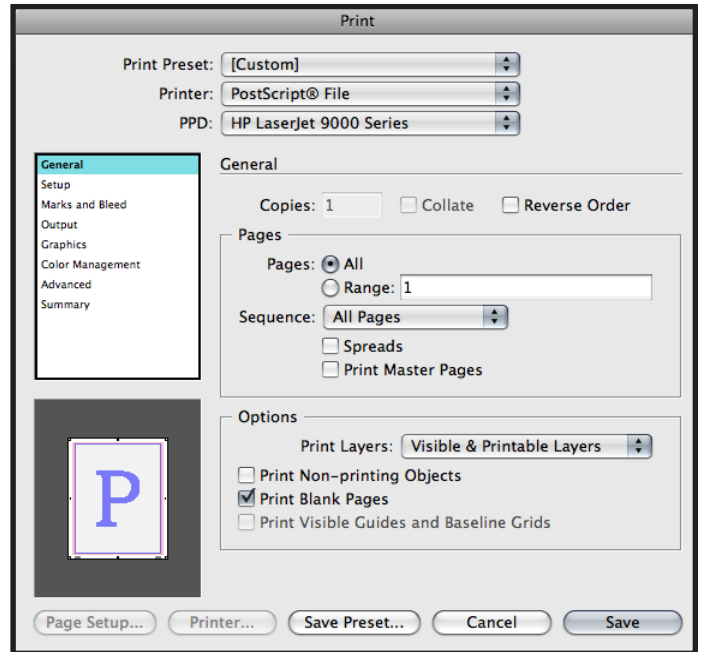 Print
Print Preset: [Custom]
Printer: PostScript® File
PPD: HP LaserJet 9000 Series
General
Setup
Marks and Bleed
Output
Graphics
Color Management
Advanced
Summary
General
Copies: 1 Collate Reverse Order
Pages
Pages: All
Range: 1
Sequence: All Pages
Spreads
Print Master Pages
Options
Print Layers: Visible & Printable Layers
Print Non-printing Objects
Print Blank Pages
Print Visible Guides and Baseline Grids
P
Page Setup... Printer... Save Preset... Cancel Save